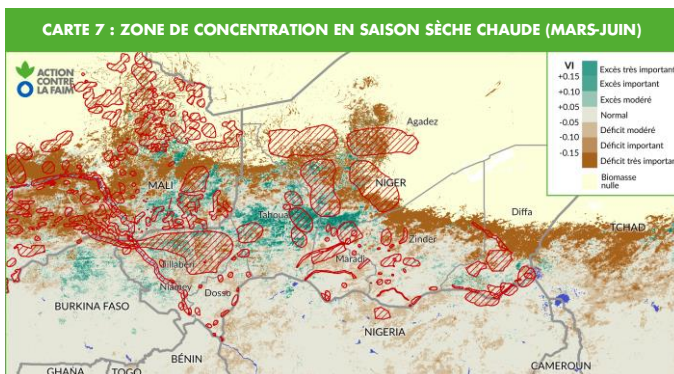 CARTE 7 : ZONE DE CONCENTRATION EN SAISON SÈCHE CHAUDE (MARS-JUIN)
ACTION
CONTRE
LA FAIM
VI
+0.15
+0.10
+0.05
-0.05
-0.10
-0.15
Excès très important
Excès important
Excès modéré
Normal
Déficit modéré
Déficit important
Déficit très important
Biomasse
nulle
Agadez
MALI
NIGER
Tahoua
Diffa
TCHAD
Zinder
Tillabéri
Maradi
Niamey
Dosso
BURKINA FASO
NIGERIA
BÉNIN
GHANA
TOGO
CAMEROUN